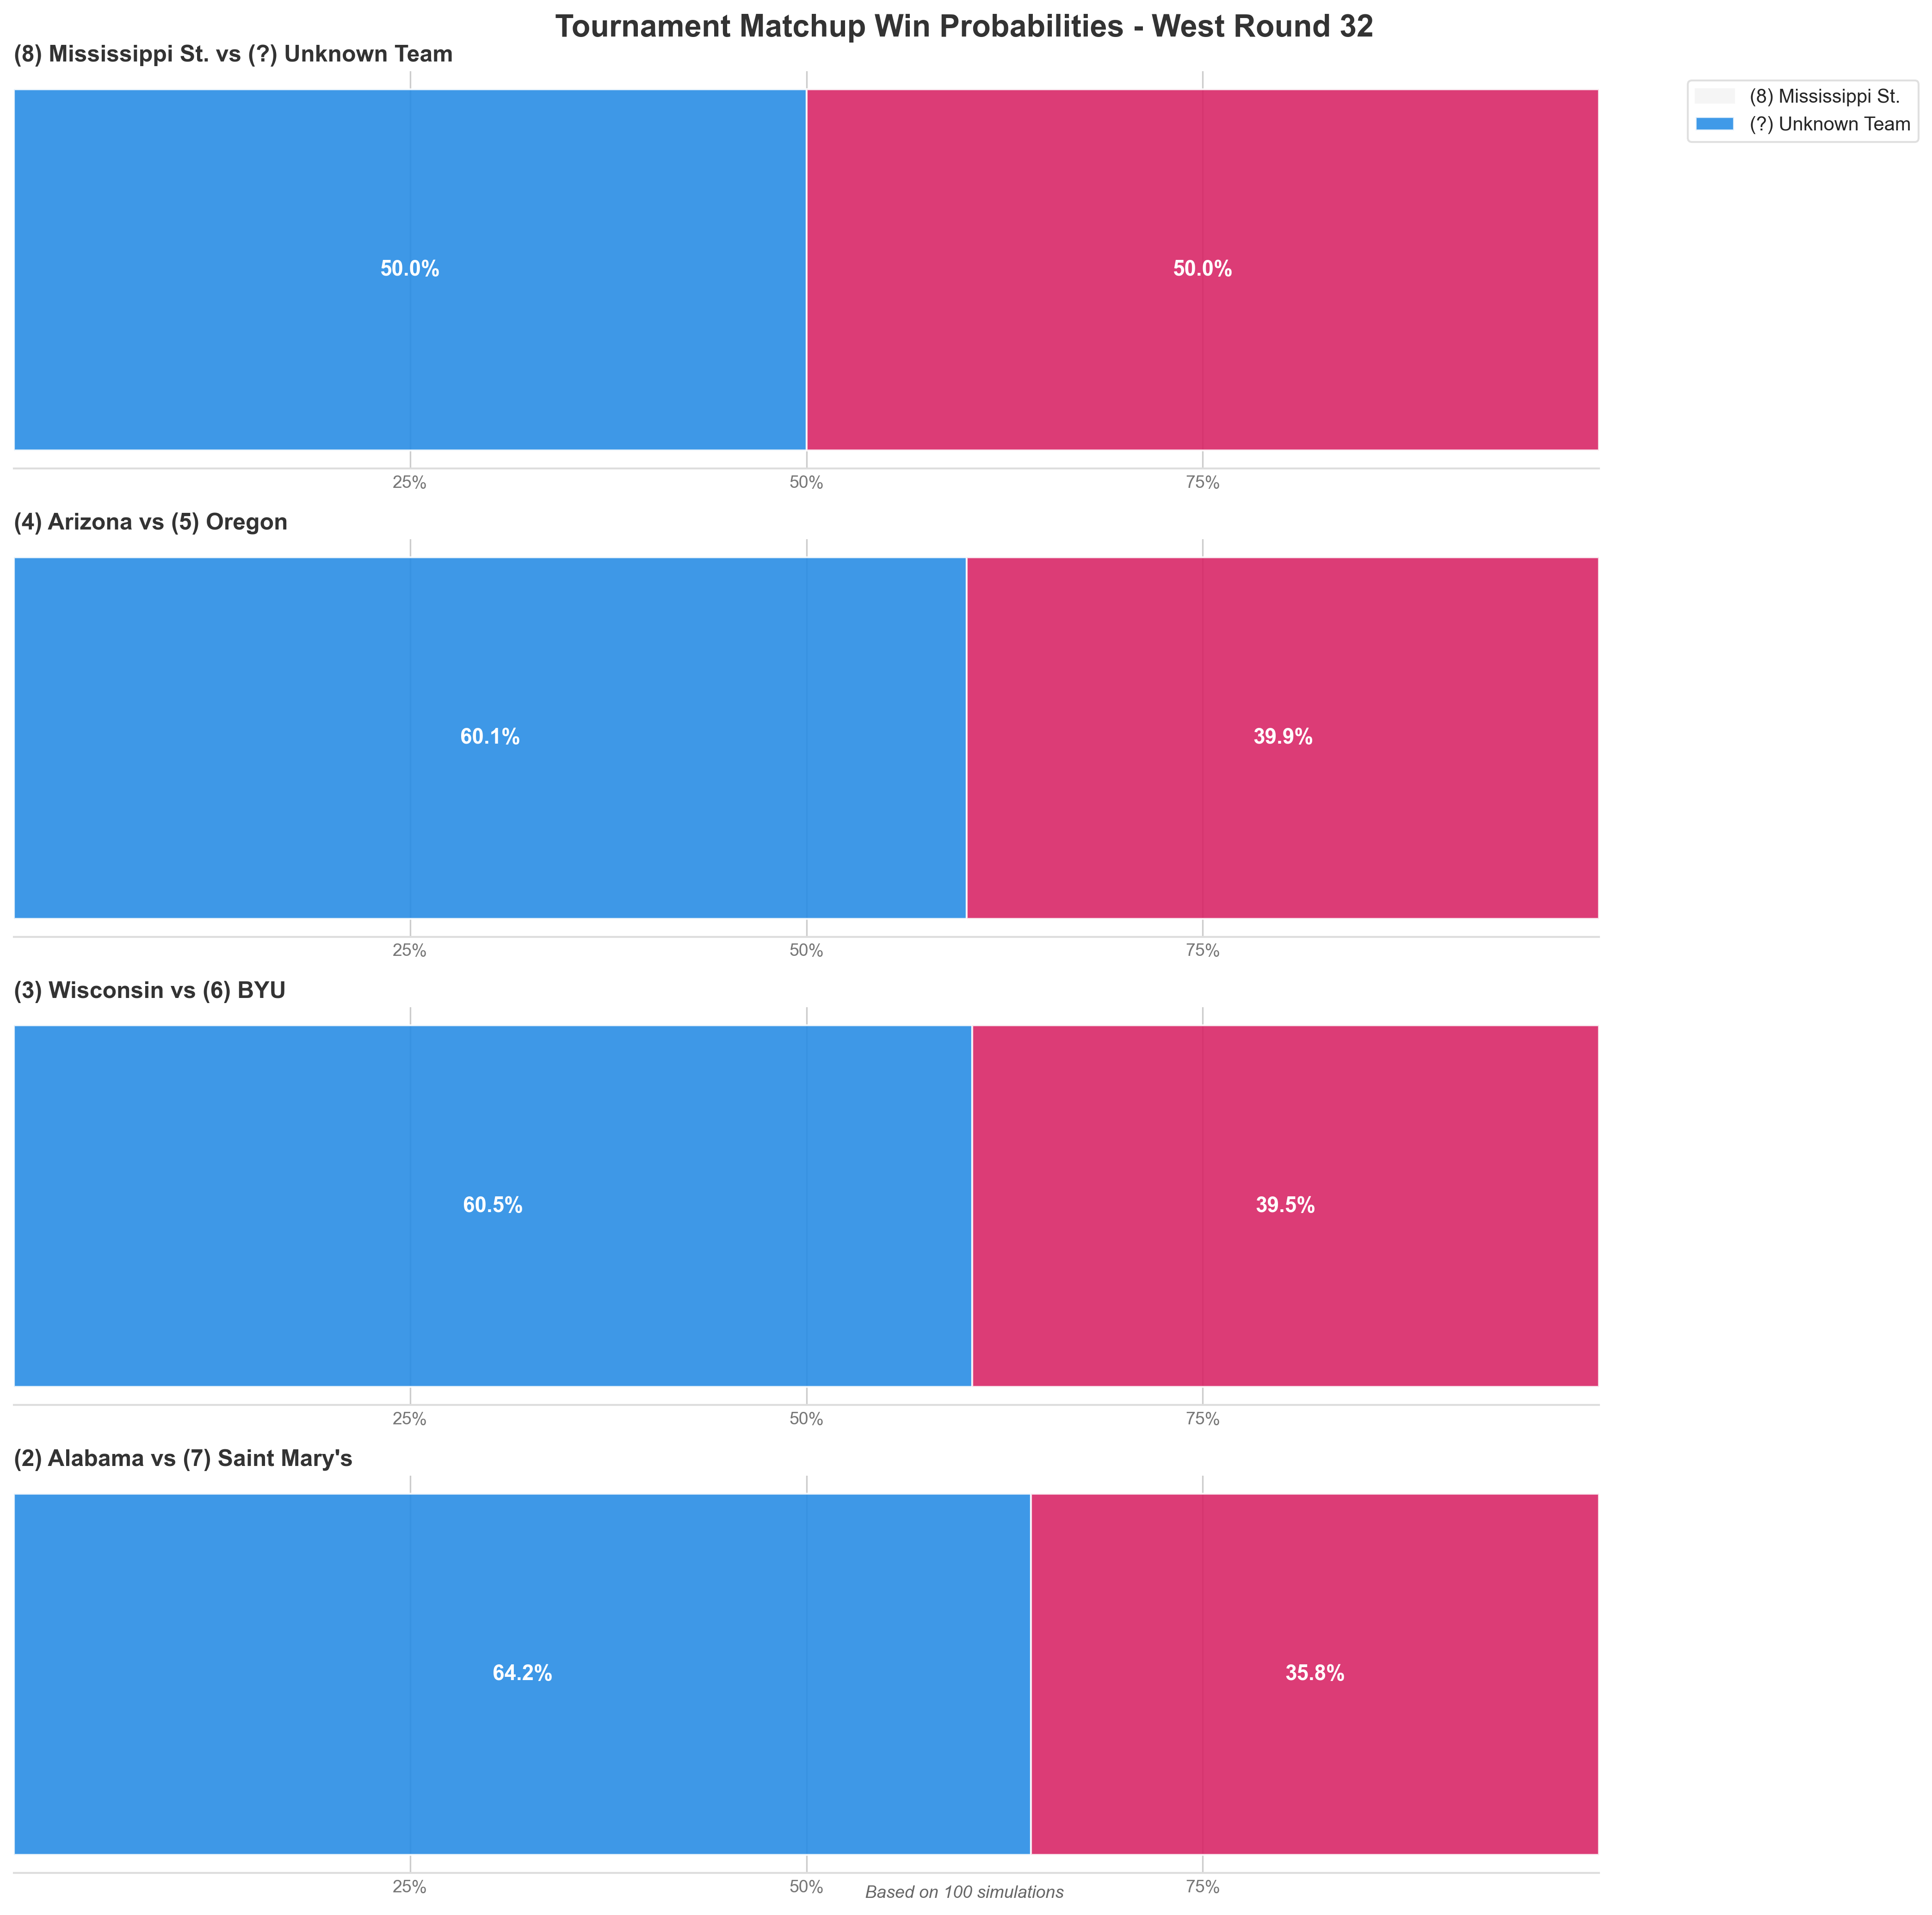 Tournament Matchup Win Probabilities - West Round 32
(8) Mississippi St. vs (?) Unknown Team
(8) Mississippi St.
(?) Unknown Team
50.0%
50.0%
25%
50%
75%
(4) Arizona vs (5) Oregon
60.1%
39.9%
25%
50%
75%
(3) Wisconsin vs (6) BYU
60.5%
39.5%
25%
50%
75%
(2) Alabama vs (7) Saint Mary's
64.2%
35.8%
25%
50%
75%
Based on 100 simulations